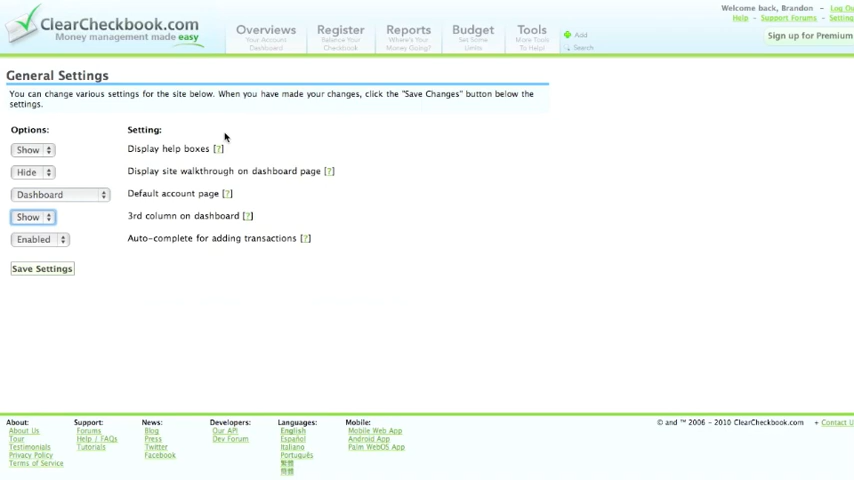 ClearCheckbook.com
Money management made easy
Overviews
Your Account
Dashboard
Register
Balance Your
Checkbook
Reports
Where's Your
Money Going?
Budget
Set Some
Limits
Tools
More Tools
To Help!
Add
Search
Welcome back, Brandon -
Help - Support Forums -
Sign up for Premium
General Settings
You can change various settings for the site below. When you have made your changes, click the "Save Changes" button below the
settings.
Options: Setting:
Show Display help boxes [?]
Hide Display site walkthrough on dashboard page [?]
Dashboard Default account page [?]
Show 3rd column on dashboard [?]
Enabled Auto-complete for adding transactions [?]
Save Settings
About:
About Us
Tour
Testimonials
Privacy Policy
Terms of Service
Support:
Forums
Help / FAQs
Tutorials
News:
Blog
Press
Twitter
Facebook
Developers:
Our API
Dev Forum
Languages:
English
Español
Italiano
Português
Mobile:
Mobile Web App
Android App
Palm WebOS App
© and ™ 2006 - 2010 ClearCheckbook.com + Contact